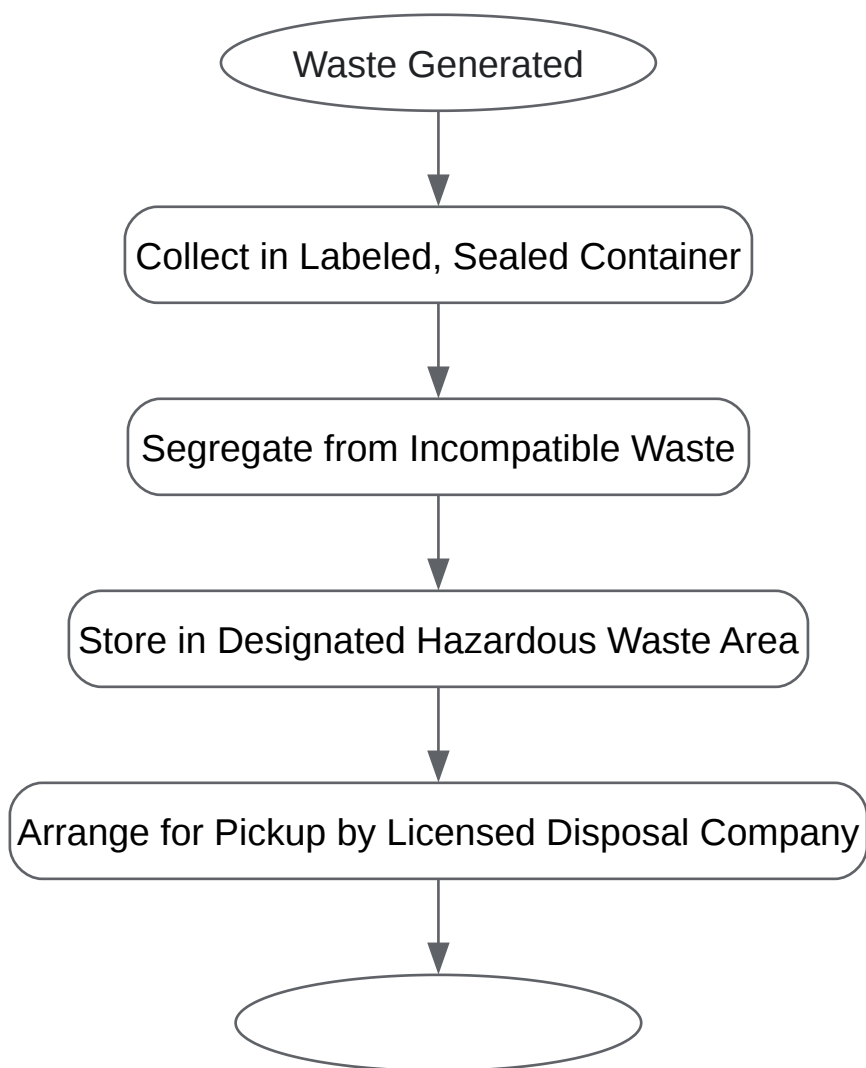 Waste Generated
Collect in Labeled, Sealed Container
Segregate from Incompatible Waste
Store in Designated Hazardous Waste Area
Arrange for Pickup by Licensed Disposal Company